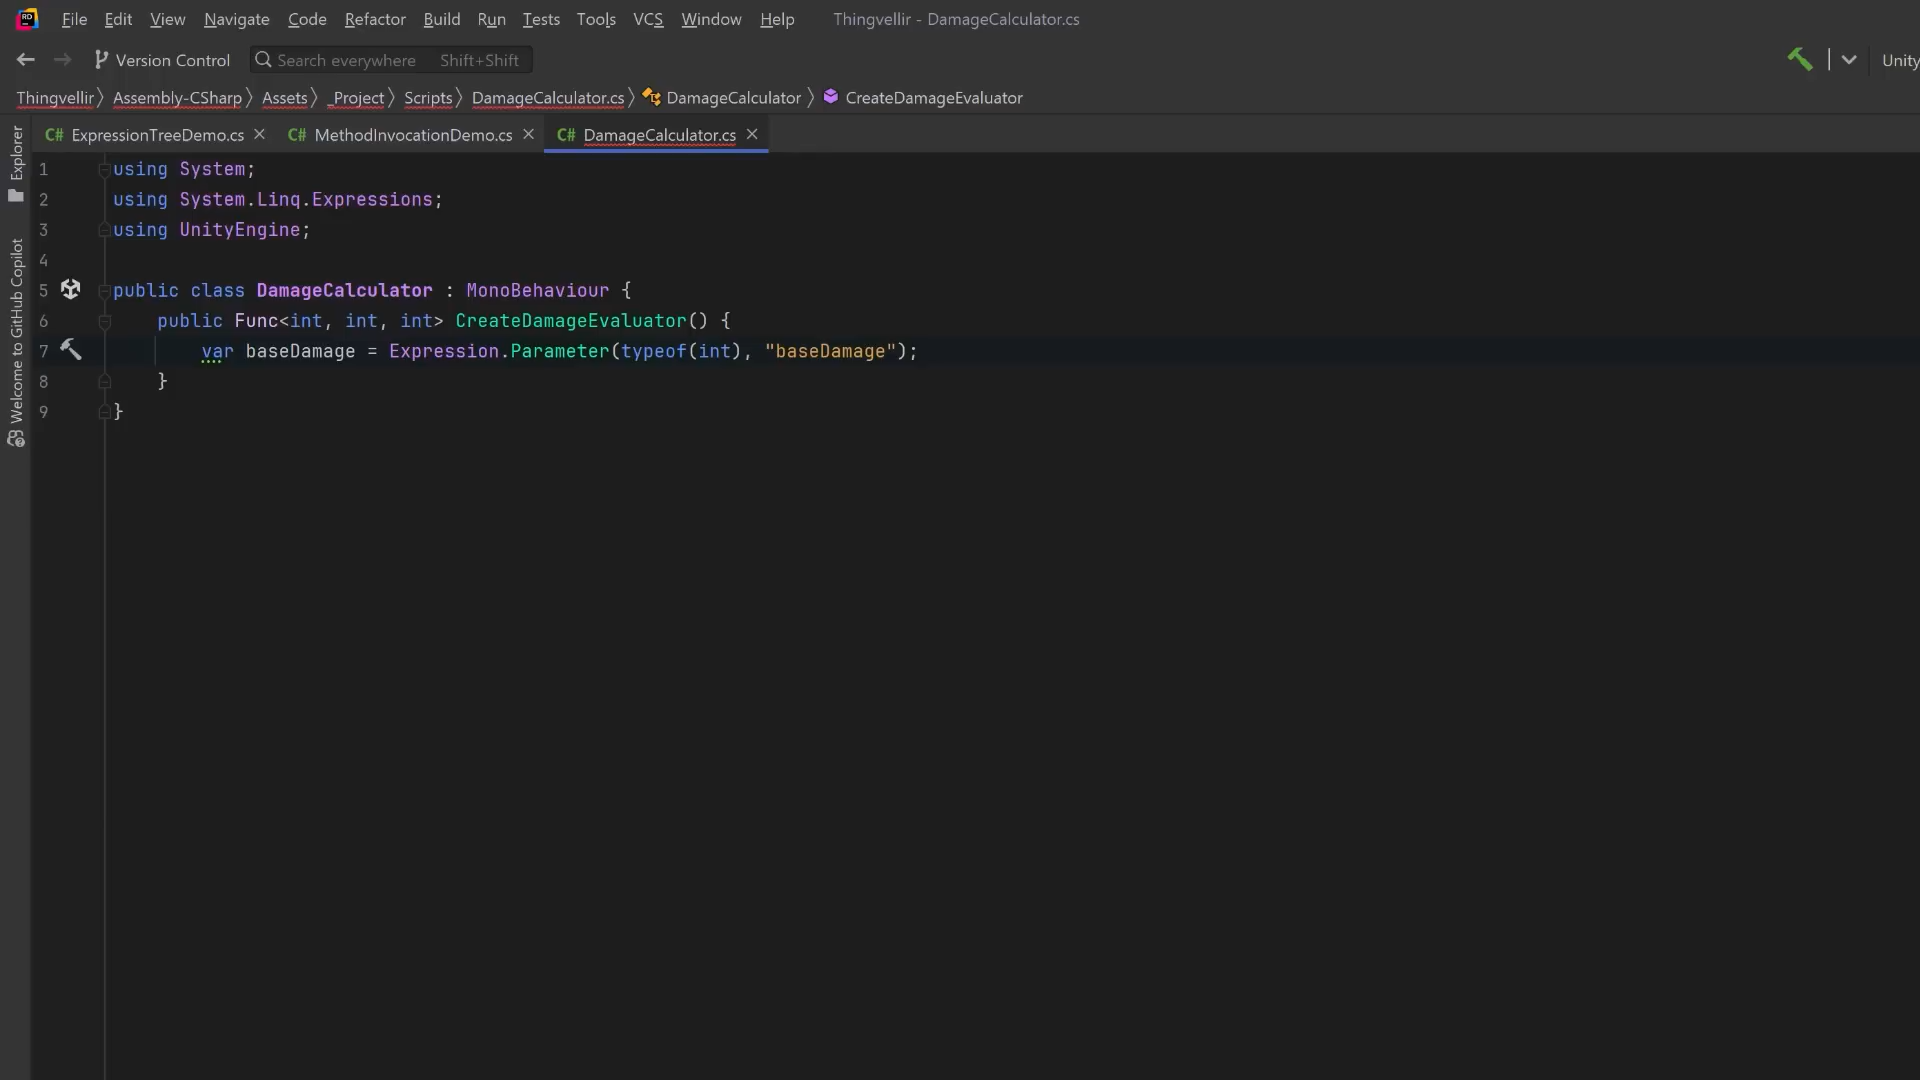 File Edit View Navigate Code Refactor Build Run Tests Tools VCS Window Help Thingvellir - DamageCalculator.cs
Version Control Search everywhere Shift+Shift Unity
Thingvellir Assembly-CSharp Assets _Project Scripts DamageCalculator.cs DamageCalculator CreateDamageEvaluator
C# ExpressionTreeDemo.cs C# MethodInvocationDemo.cs C# DamageCalculator.cs
Explorer
Welcome to GitHub Copilot
1 using System;
2 using System.Linq.Expressions;
3 using UnityEngine;
4
5 public class DamageCalculator : MonoBehaviour {
6 public Func<int, int, int> CreateDamageEvaluator() {
7 var baseDamage = Expression.Parameter(typeof(int), "baseDamage");
8 }
9 }